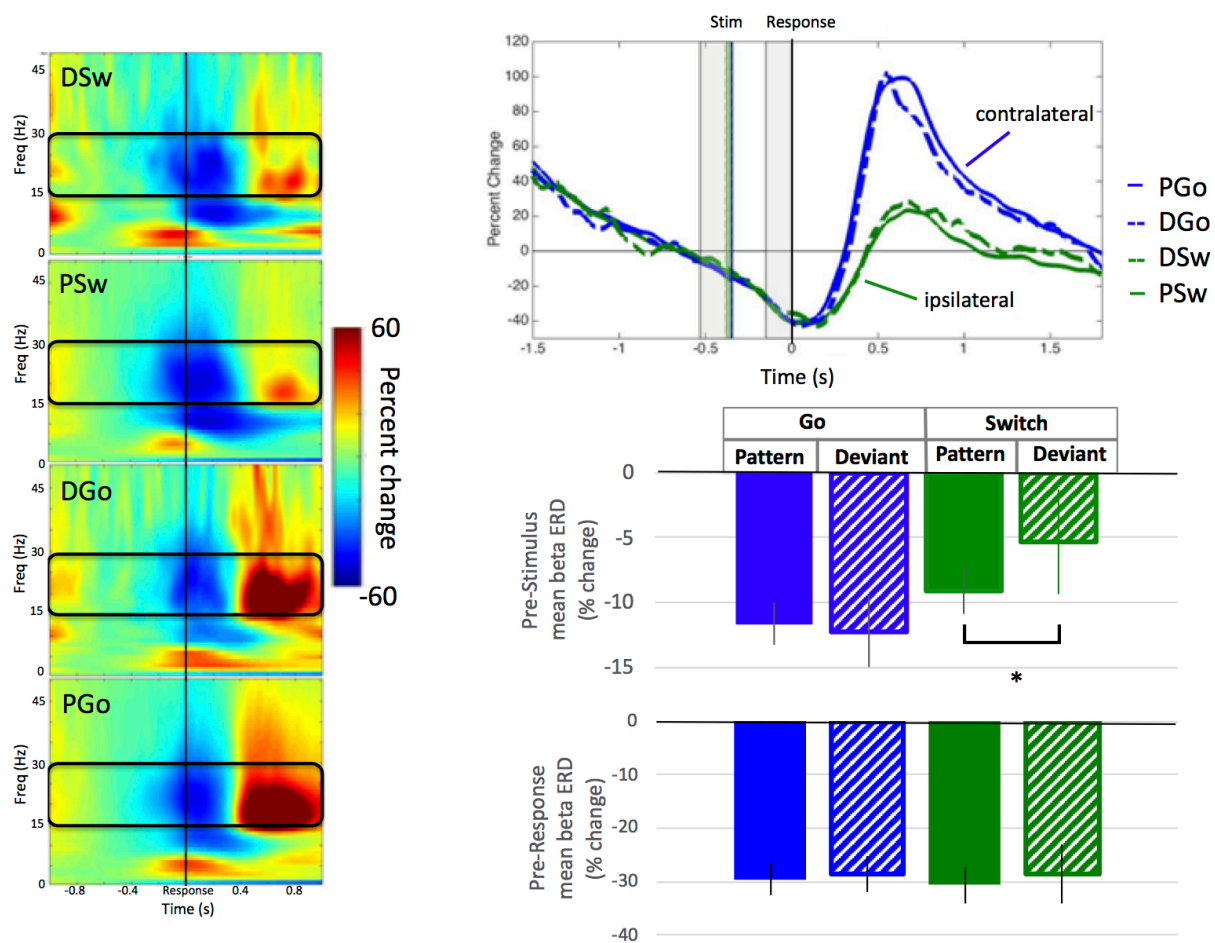 DSw
45
30
15
0
Freq (Hz)
PSw
45
30
15
0
Freq (Hz)
DGo
45
30
15
0
Freq (Hz)
PGo
45
30
15
0
Freq (Hz)
-0.8 -0.4 Response 0.4 0.8
Time (s)
60
Percent change
-60
Stim Response
120
100
80
60
40
20
0
-20
-40
Percent Change
-1.5 -1 -0.5 0 0.5 1 1.5
Time (s)
contralateral
ipsilateral
PGo
DGo
DSw
PSw
Go Switch
Pattern Deviant Pattern Deviant
0
-5
-10
-15
Pre-Stimulus
mean beta ERD
(% change)
*
0
-10
-20
-30
-40
Pre-Response
mean beta ERD
(% change)